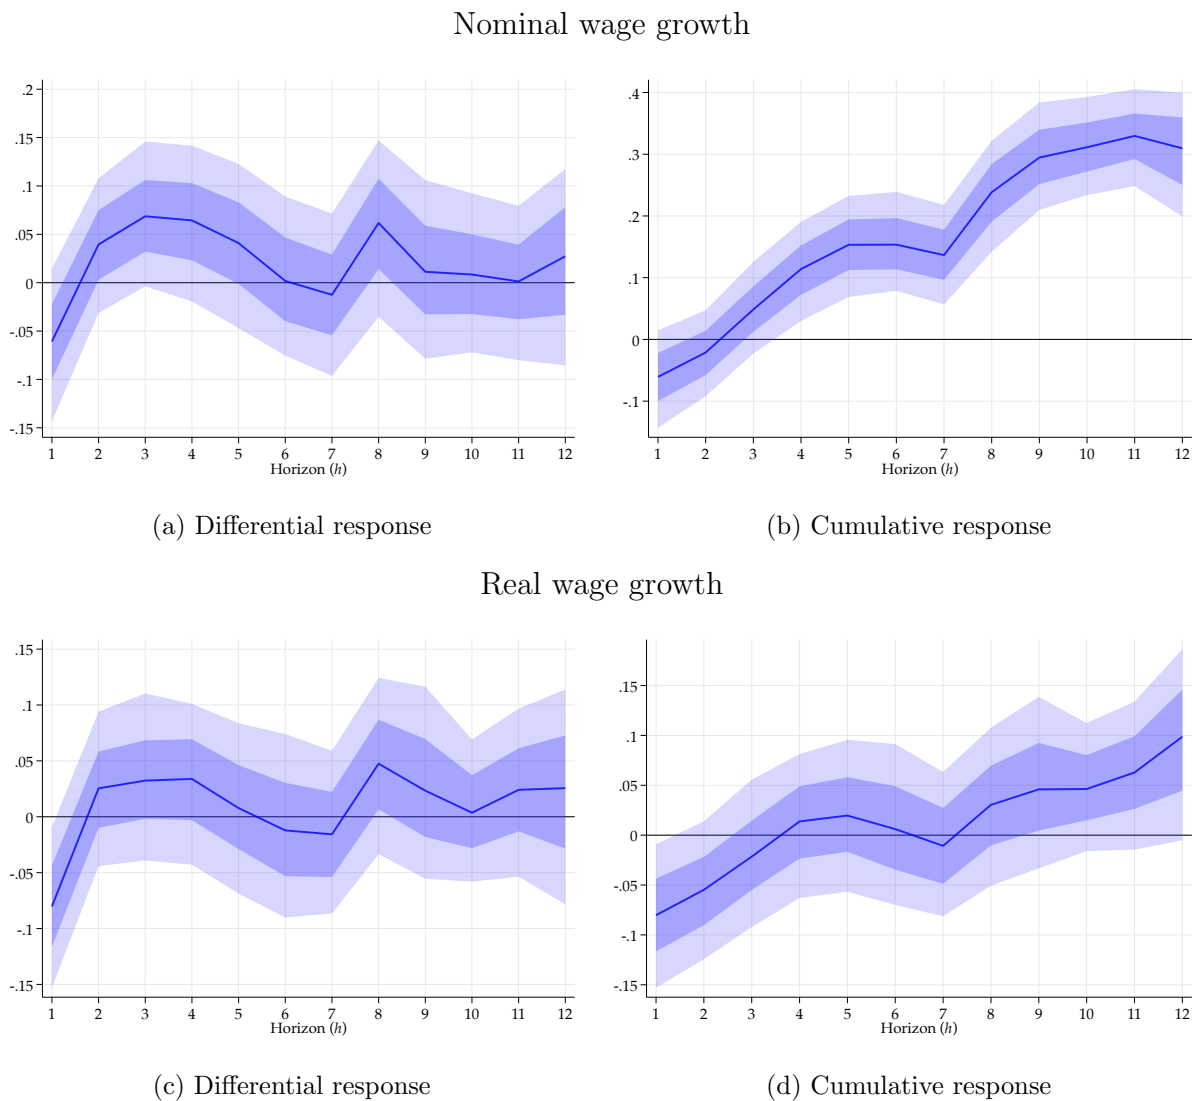 Nominal wage growth
.2
.15
.1
.05
0
-.05
-.1
-.15
1 2 3 4 5 6 7 8 9 10 11 12
Horizon (h)
(a) Differential response
.4
.3
.2
.1
0
-.1
1 2 3 4 5 6 7 8 9 10 11 12
Horizon (h)
(b) Cumulative response
Real wage growth
.15
.1
.05
0
-.05
-.1
-.15
1 2 3 4 5 6 7 8 9 10 11 12
Horizon (h)
(c) Differential response
.15
.1
.05
0
-.05
-.1
-.15
1 2 3 4 5 6 7 8 9 10 11 12
Horizon (h)
(d) Cumulative response